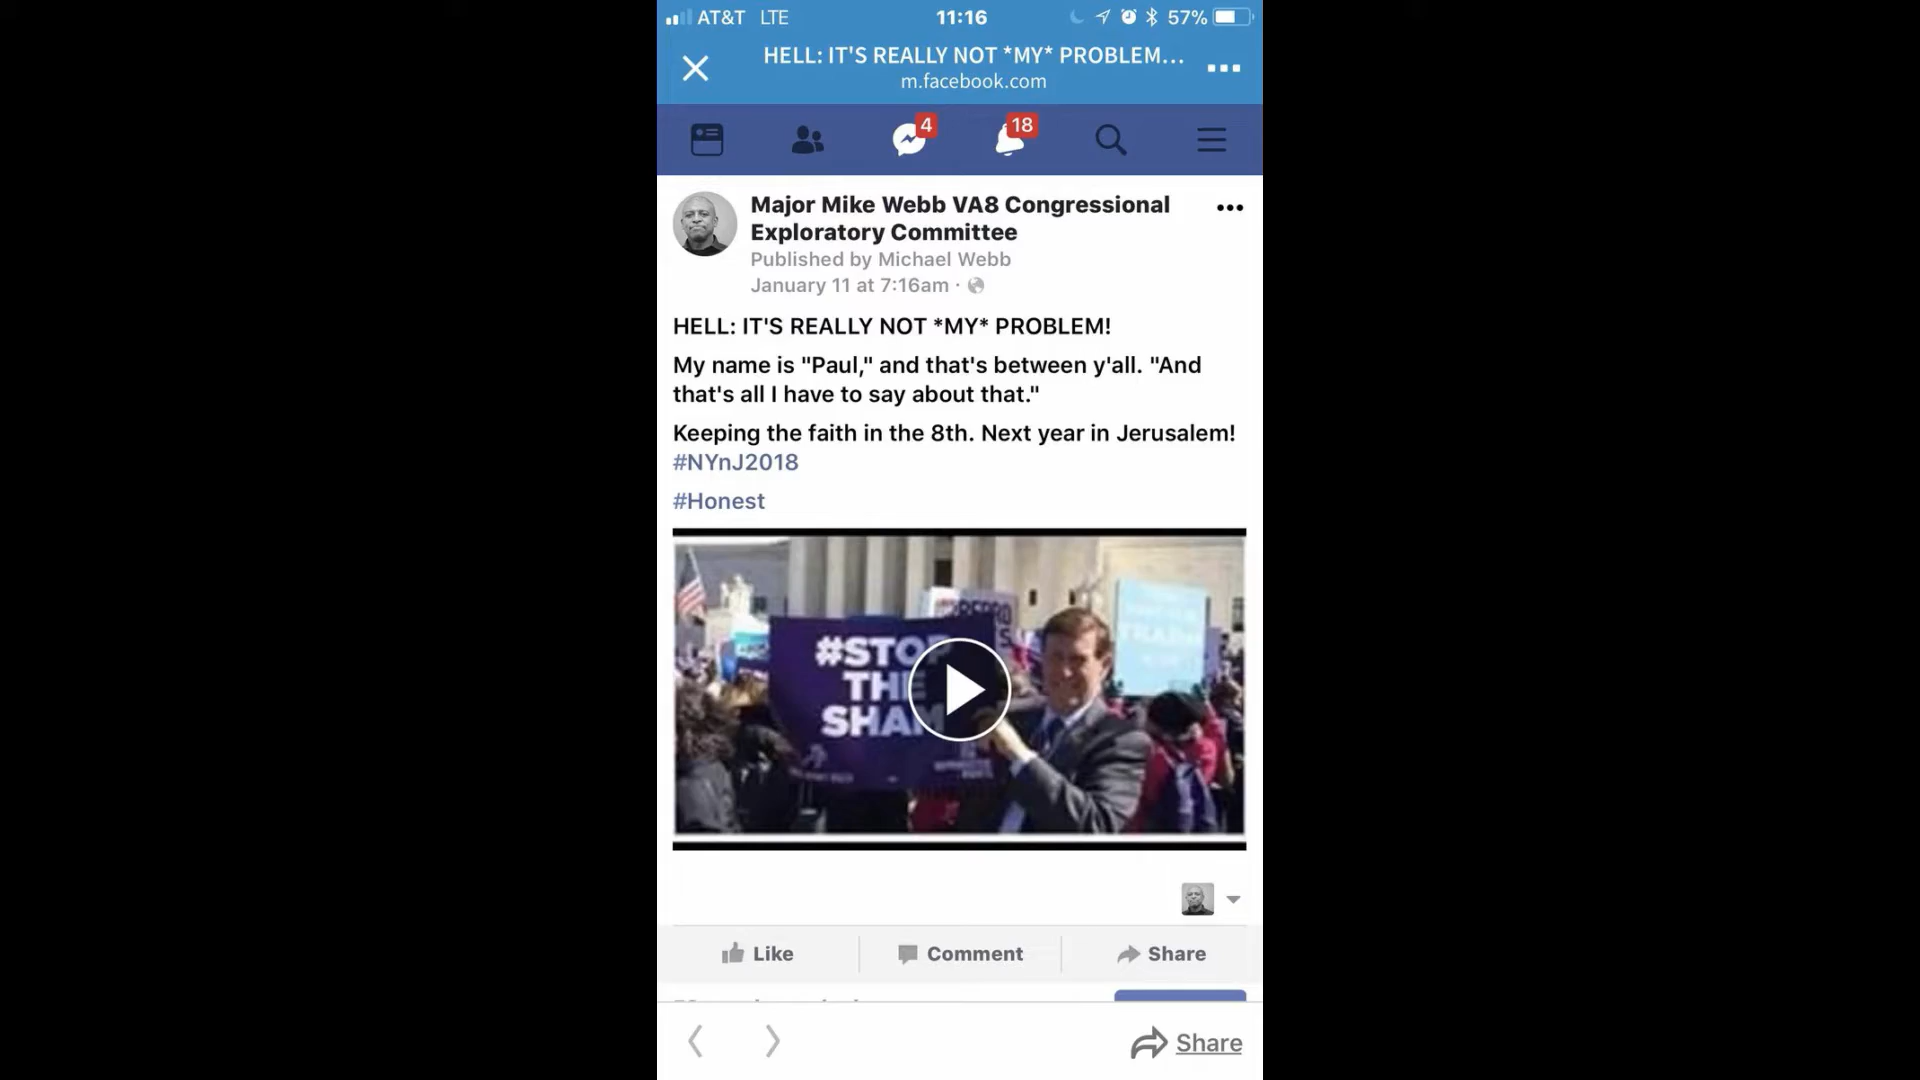 AT&T LTE 11:16 57%
HELL: IT'S REALLY NOT *MY* PROBLEM...
m.facebook.com
4 18
Major Mike Webb VA8 Congressional
Exploratory Committee
Published by Michael Webb
January 11 at 7:16am ·
HELL: IT'S REALLY NOT *MY* PROBLEM!
My name is "Paul," and that's between y'all. "And
that's all I have to say about that."
Keeping the faith in the 8th. Next year in Jerusalem!
#NYnJ2018
#Honest
#STOP
THE
SHAM
Like Comment Share
Share